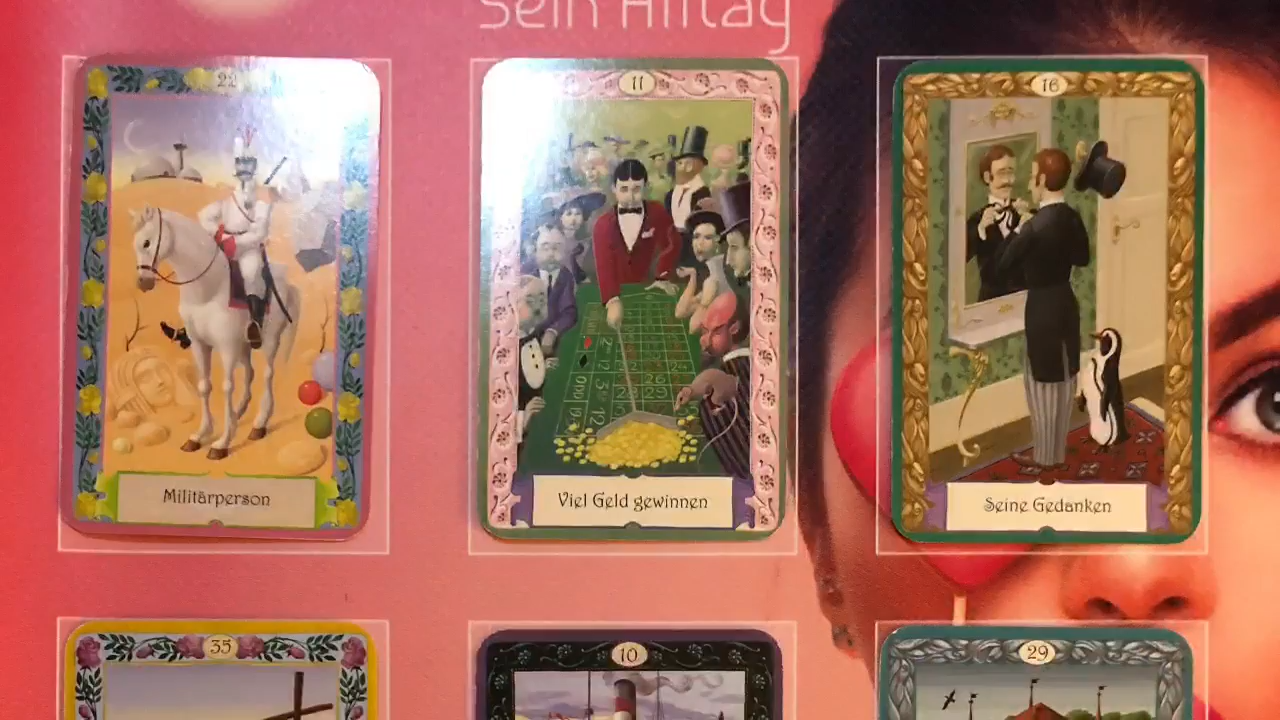 Sein Alltag
22
11
16
Militärperson
Viel Geld gewinnen
Seine Gedanken
35
10
29